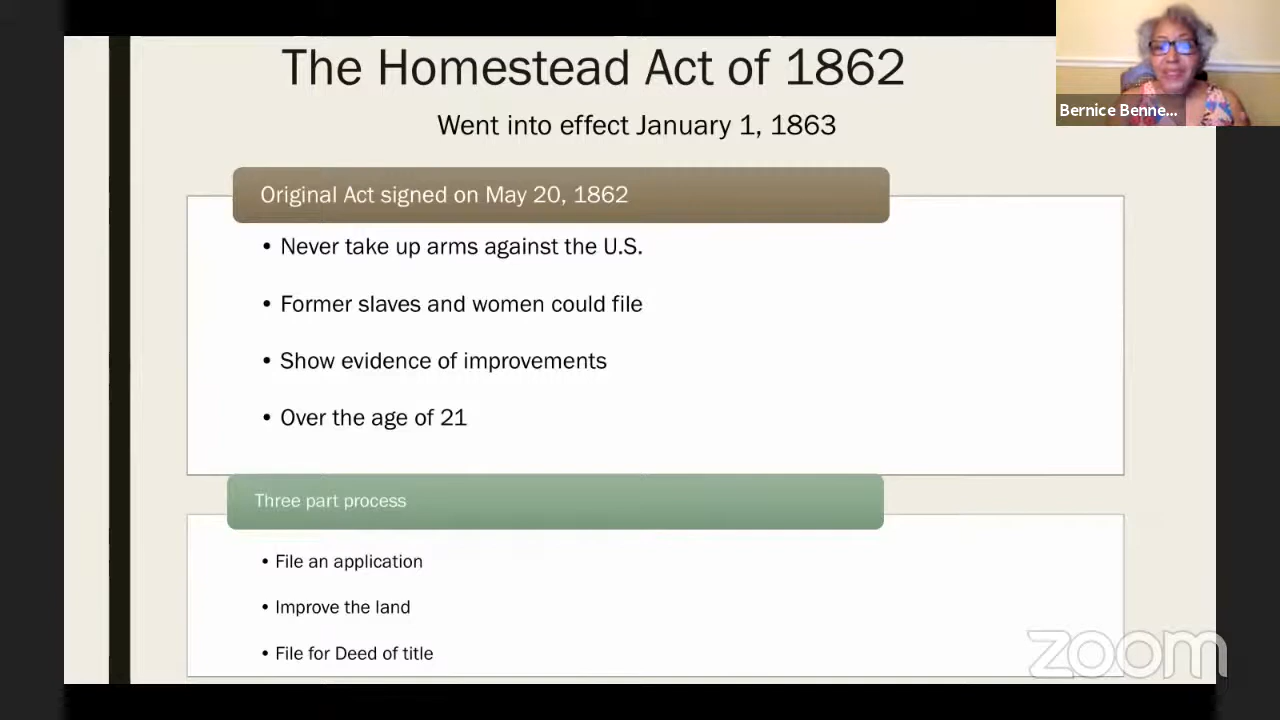 The Homestead Act of 1862
Went into effect January 1, 1863
Bernice Benne...
Original Act signed on May 20, 1862
• Never take up arms against the U.S.
• Former slaves and women could file
• Show evidence of improvements
• Over the age of 21
Three part process
• File an application
• Improve the land
• File for Deed of title
zoom